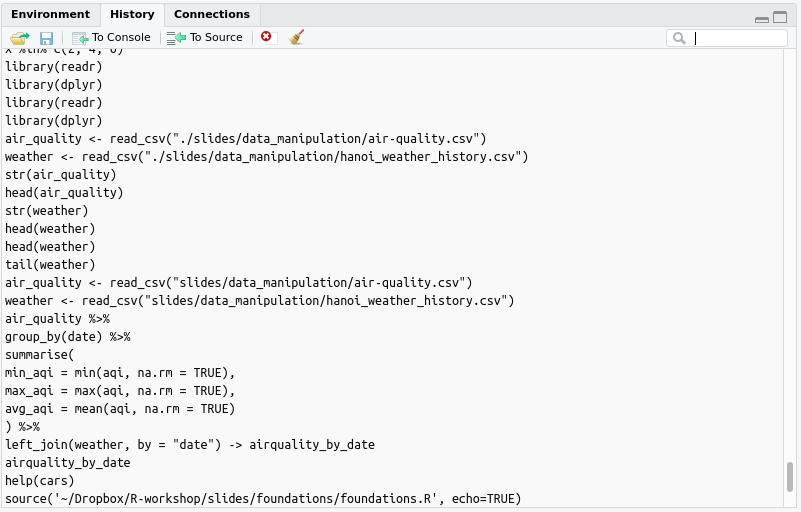 Environment History Connections
To Console To Source
x %in% c(2, 4, 6)
library(readr)
library(dplyr)
library(readr)
library(dplyr)
air_quality <- read_csv("./slides/data_manipulation/air-quality.csv")
weather <- read_csv("./slides/data_manipulation/hanoi_weather_history.csv")
str(air_quality)
head(air_quality)
str(weather)
head(weather)
head(weather)
tail(weather)
air_quality <- read_csv("slides/data_manipulation/air-quality.csv")
weather <- read_csv("slides/data_manipulation/hanoi_weather_history.csv")
air_quality %>%
group_by(date) %>%
summarise(
min_aqi = min(aqi, na.rm = TRUE),
max_aqi = max(aqi, na.rm = TRUE),
avg_aqi = mean(aqi, na.rm = TRUE)
) %>%
left_join(weather, by = "date") -> airquality_by_date
airquality_by_date
help(cars)
source('~/Dropbox/R-workshop/slides/foundations/foundations.R', echo=TRUE)